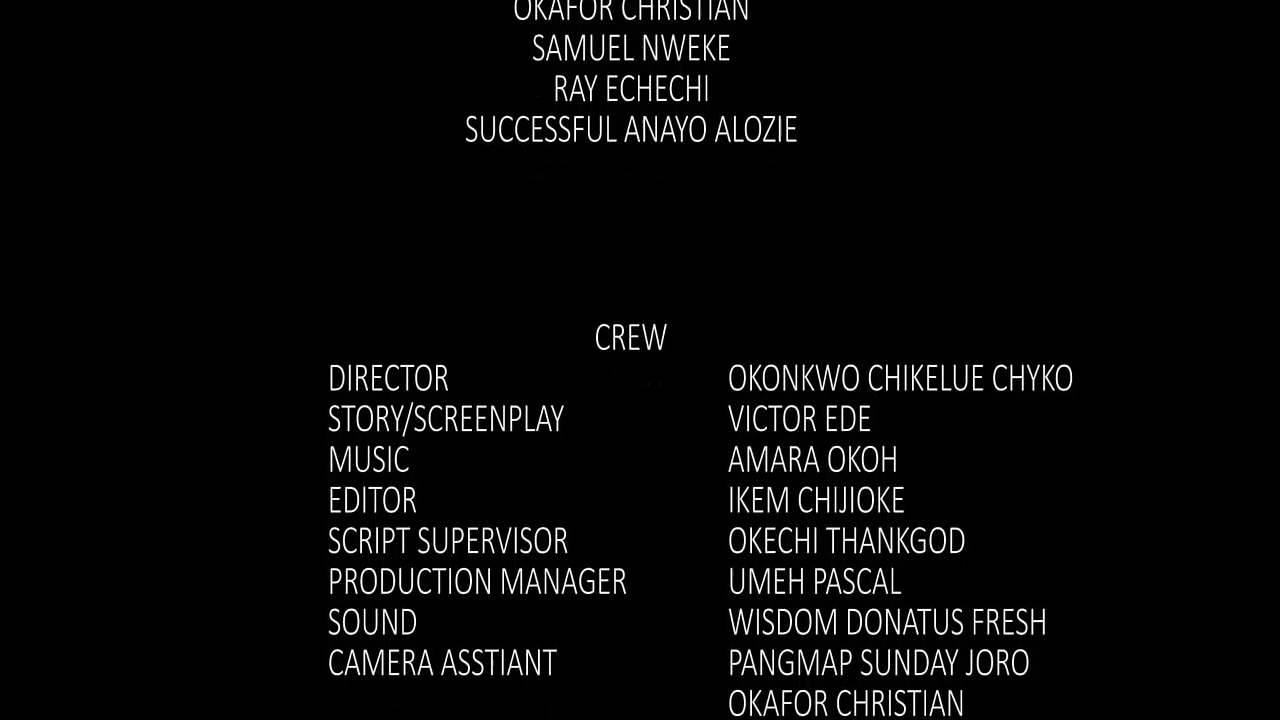 OKAFOR CHRISTIAN
SAMUEL NWEKE
RAY ECHECHI
SUCCESSFUL ANAYO ALOZIE
CREW
DIRECTOR OKONKWO CHIKELUE CHYKO
STORY/SCREENPLAY VICTOR EDE
MUSIC AMARA OKOH
EDITOR IKEM CHIJIOKE
SCRIPT SUPERVISOR OKECHI THANKGOD
PRODUCTION MANAGER UMEH PASCAL
SOUND WISDOM DONATUS FRESH
CAMERA ASSTIANT PANGMAP SUNDAY JORO
OKAFOR CHRISTIAN